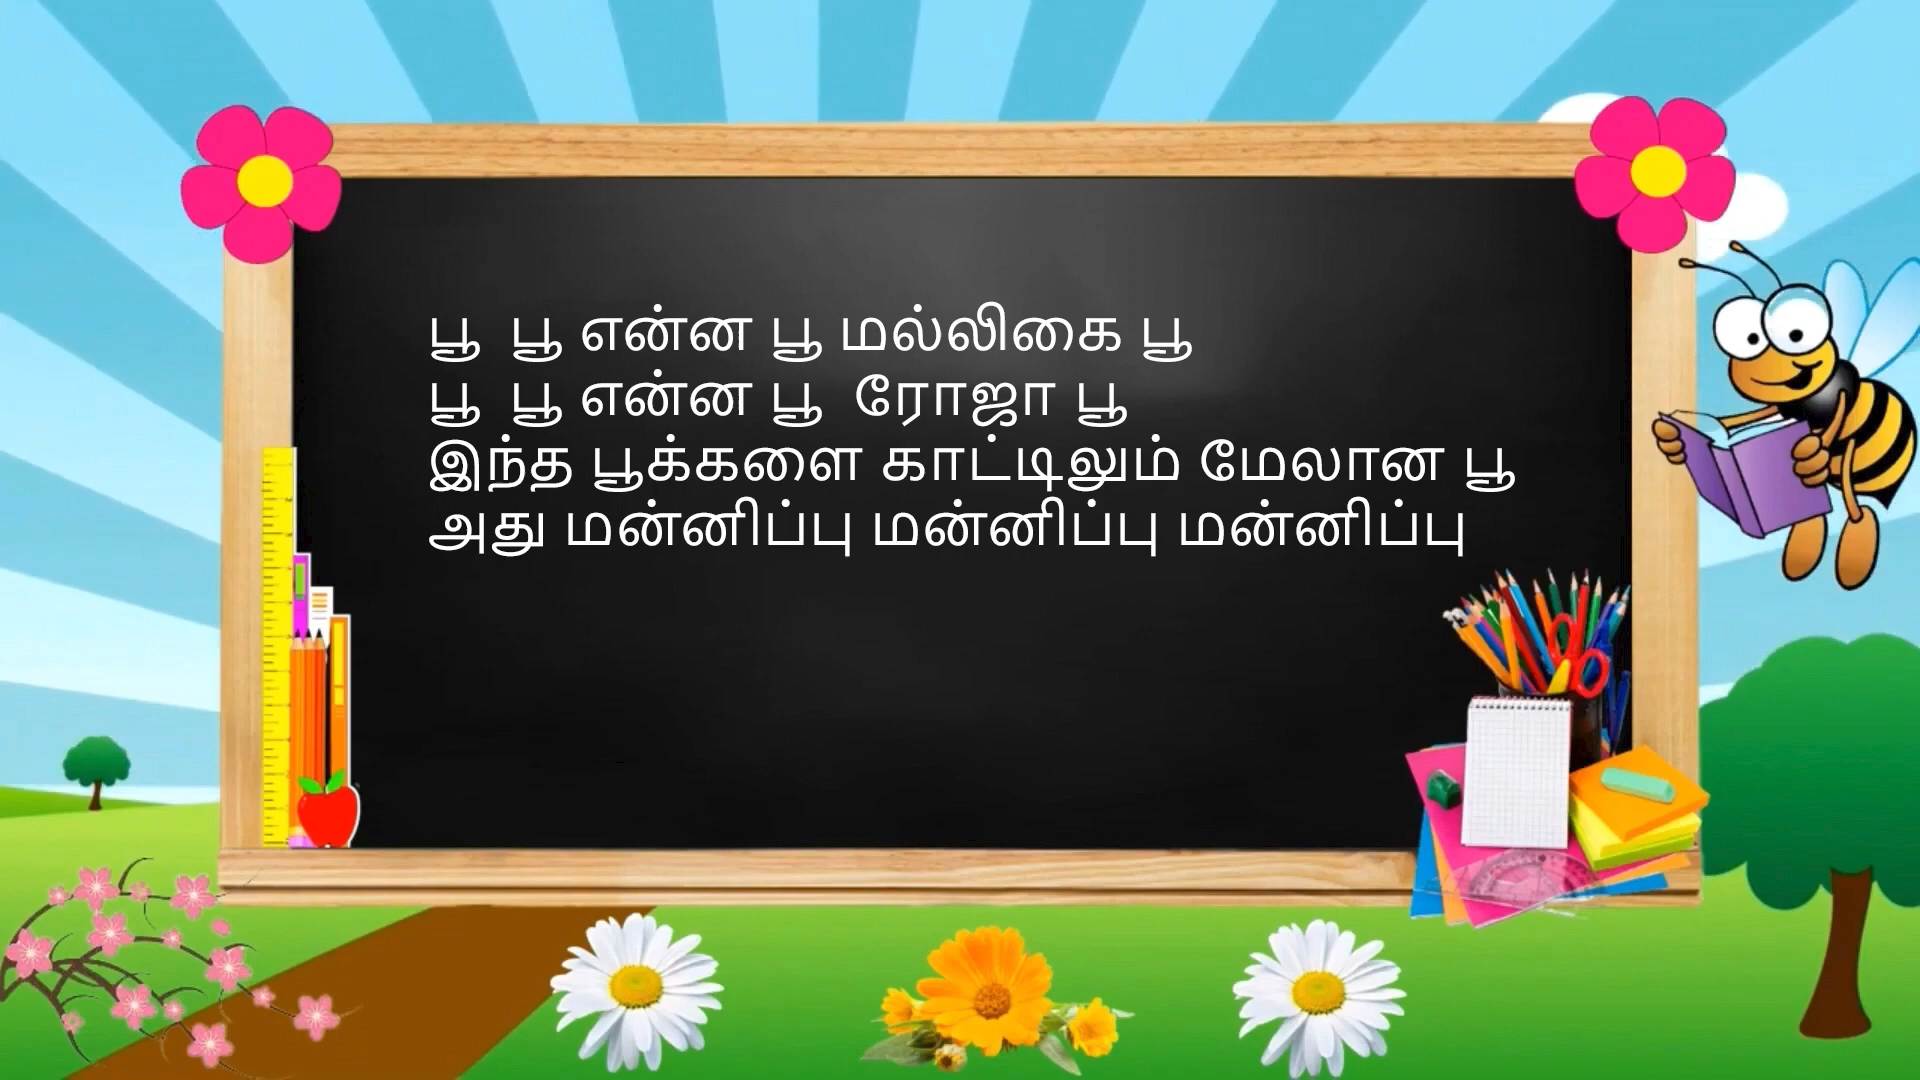 பூ பூ என்ன பூ மல்லிகை பூ
பூ பூ என்ன பூ ரோஜா பூ
இந்த பூக்களை காட்டிலும் மேலான பூ
அது மன்னிப்பு மன்னிப்பு மன்னிப்பு